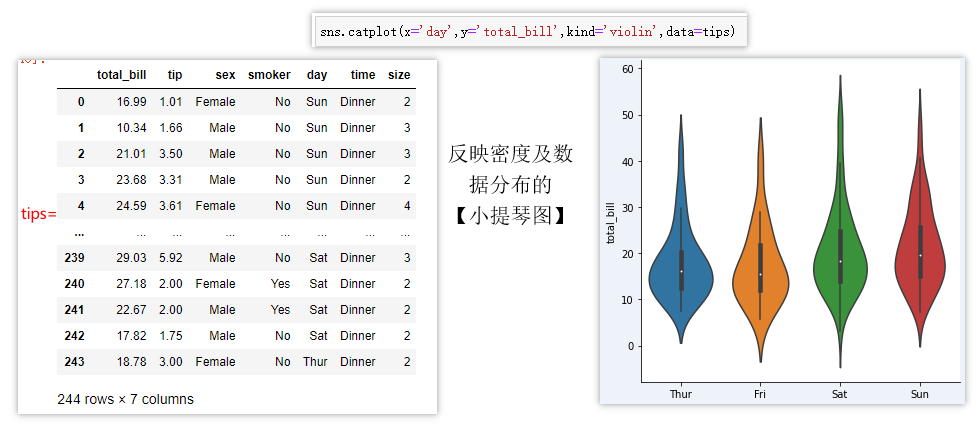 sns.catplot(x='day',y='total_bill',kind='violin',data=tips)
total_bill tip sex smoker day time size
0 16.99 1.01 Female No Sun Dinner 2
1 10.34 1.66 Male No Sun Dinner 3
2 21.01 3.50 Male No Sun Dinner 3
3 23.68 3.31 Male No Sun Dinner 2
4 24.59 3.61 Female No Sun Dinner 4
... ... ... ... ... ... ... ...
239 29.03 5.92 Male No Sat Dinner 3
240 27.18 2.00 Female Yes Sat Dinner 2
241 22.67 2.00 Male Yes Sat Dinner 2
242 17.82 1.75 Male No Sat Dinner 2
243 18.78 3.00 Female No Thur Dinner 2
244 rows × 7 columns
tips=
反映密度及数
据分布的
【小提琴图】
60
50
40
30
20
10
0
total_bill
Thur Fri Sat Sun